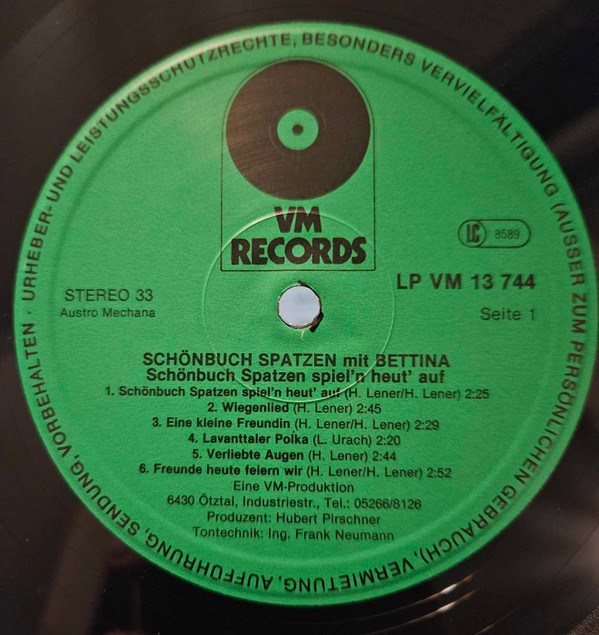 URHEBER- UND LEISTUNGSSCHUTZRECHTE, BESONDERS VERVIELFÄLTIGUNG (AUSSER ZUM PERSÖNLICHEN GEBRAUCH), VERMIETUNG, AUFFÜHRUNG, SENDUNG, VORBEHALTEN ·
VM
RECORDS
LC 8589
STEREO 33
Austro Mechana
LP VM 13 744
Seite 1
SCHÖNBUCH SPATZEN mit BETTINA
Schönbuch Spatzen spiel'n heut' auf
1. Schönbuch Spatzen spiel'n heut' auf (H. Lener/H. Lener) 2:25
2. Wiegenlied (H. Lener) 2:45
3. Eine kleine Freundin (H. Lener/H. Lener) 2:29
4. Lavanttaler Polka (L. Urach) 2:20
5. Verliebte Augen (H. Lener) 2:44
6. Freunde heute feiern wir (H. Lener/H. Lener) 2:52
Eine VM-Produktion
6430 Ötztal, Industriestr., Tel.: 05266/8126
Produzent: Hubert Pirschner
Tontechnik: Ing. Frank Neumann